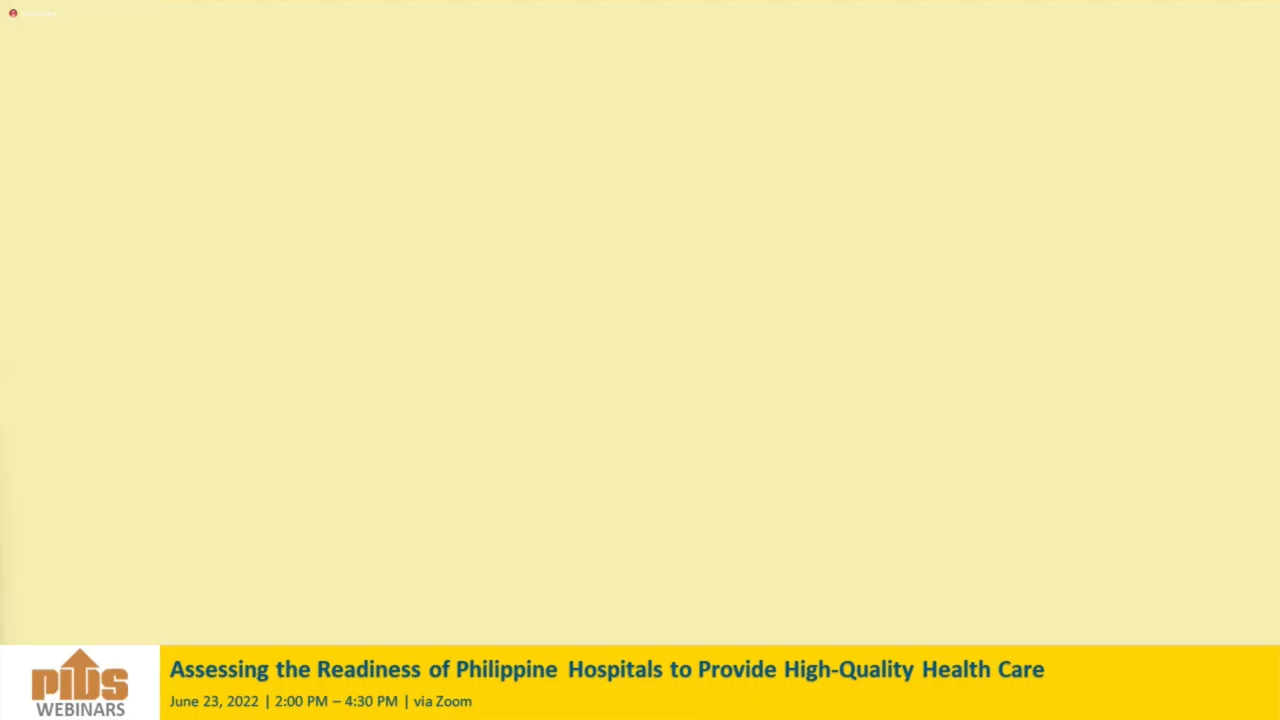 Assessing the Readiness of Philippine Hospitals to Provide High-Quality Health Care
June 23, 2022 | 2:00 PM – 4:30 PM | via Zoom
pids
WEBINARS